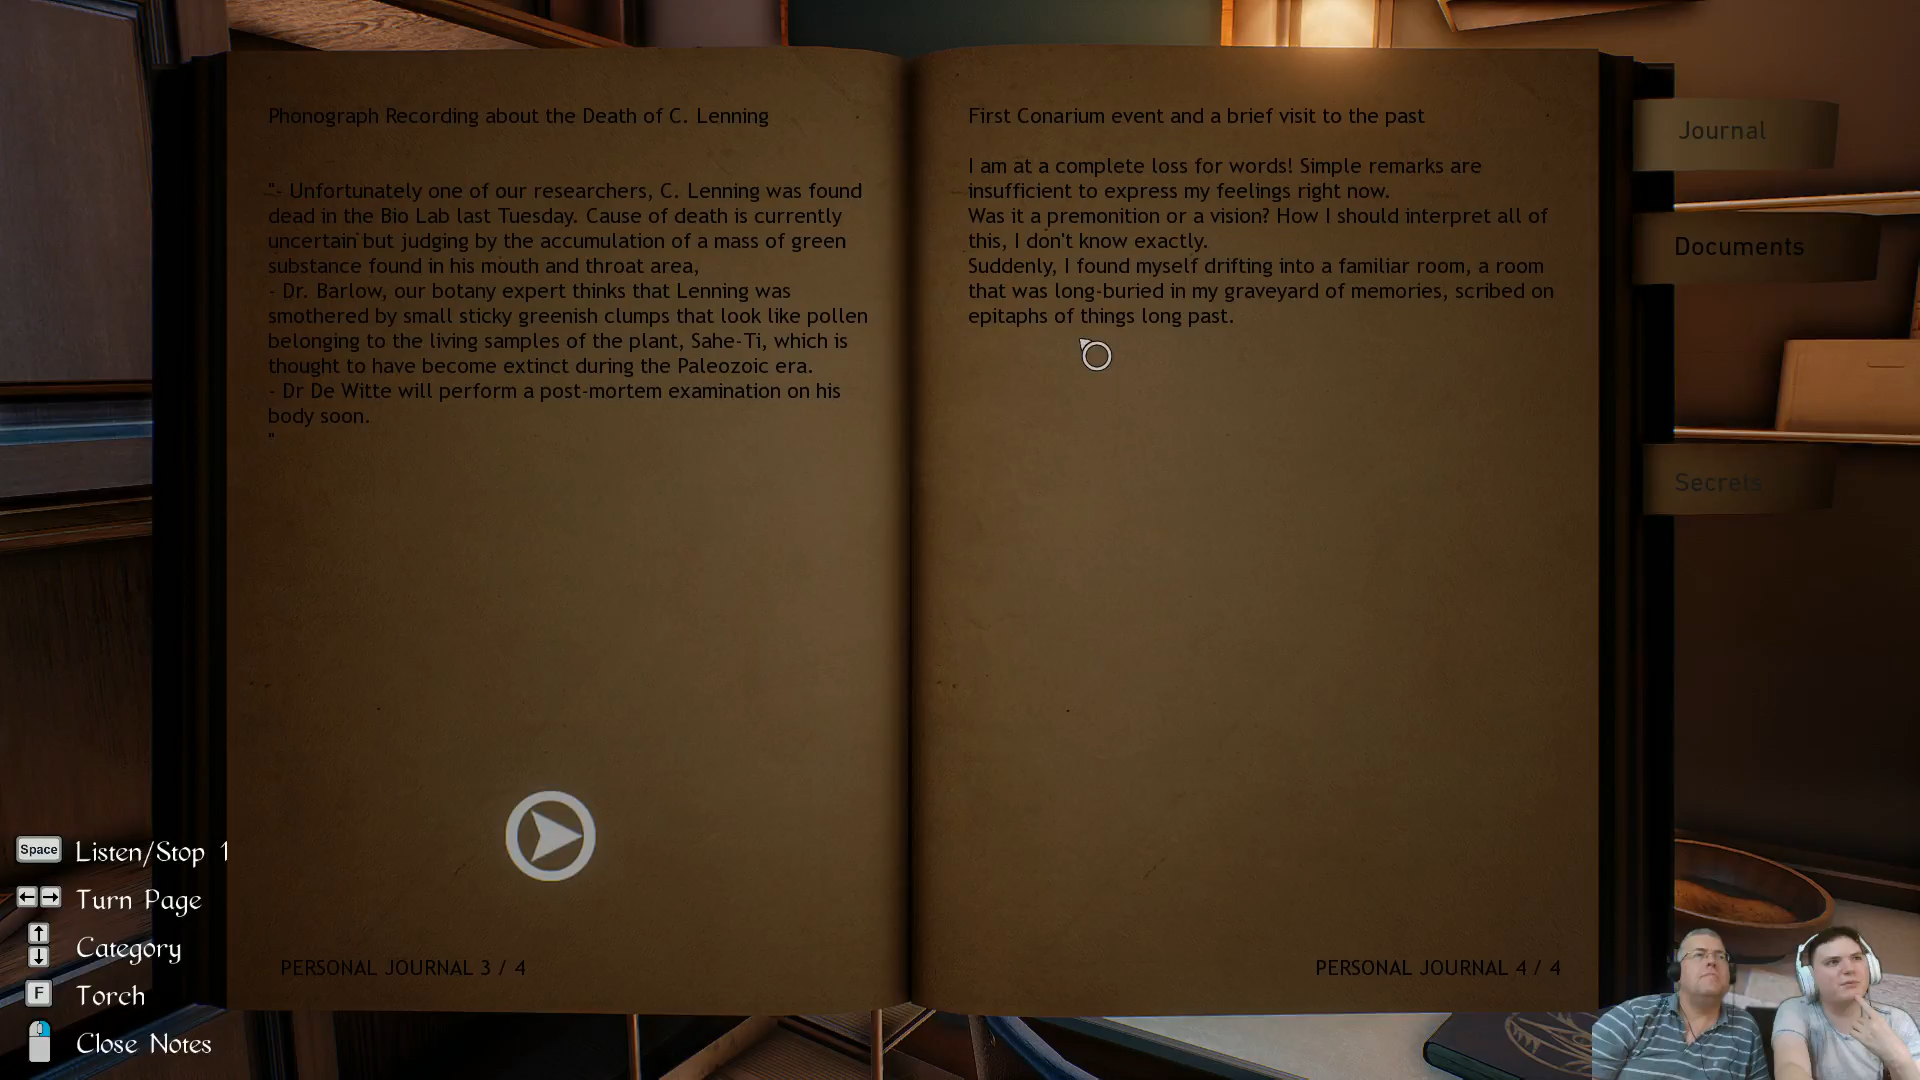 Phonograph Recording about the Death of C. Lenning
"- Unfortunately one of our researchers, C. Lenning was found
dead in the Bio Lab last Tuesday. Cause of death is currently
uncertain but judging by the accumulation of a mass of green
substance found in his mouth and throat area,
- Dr. Barlow, our botany expert thinks that Lenning was
smothered by small sticky greenish clumps that look like pollen
belonging to the living samples of the plant, Sahe-Ti, which is
thought to have become extinct during the Paleozoic era.
- Dr De Witte will perform a post-mortem examination on his
body soon.
"
PERSONAL JOURNAL 3 / 4
First Conarium event and a brief visit to the past
I am at a complete loss for words! Simple remarks are
insufficient to express my feelings right now.
Was it a premonition or a vision? How I should interpret all of
this, I don't know exactly.
Suddenly, I found myself drifting into a familiar room, a room
that was long-buried in my graveyard of memories, scribed on
epitaphs of things long past.
PERSONAL JOURNAL 4 / 4
Journal
Documents
Secrets
Space Listen/Stop 1
Turn Page
Category
F Torch
Close Notes